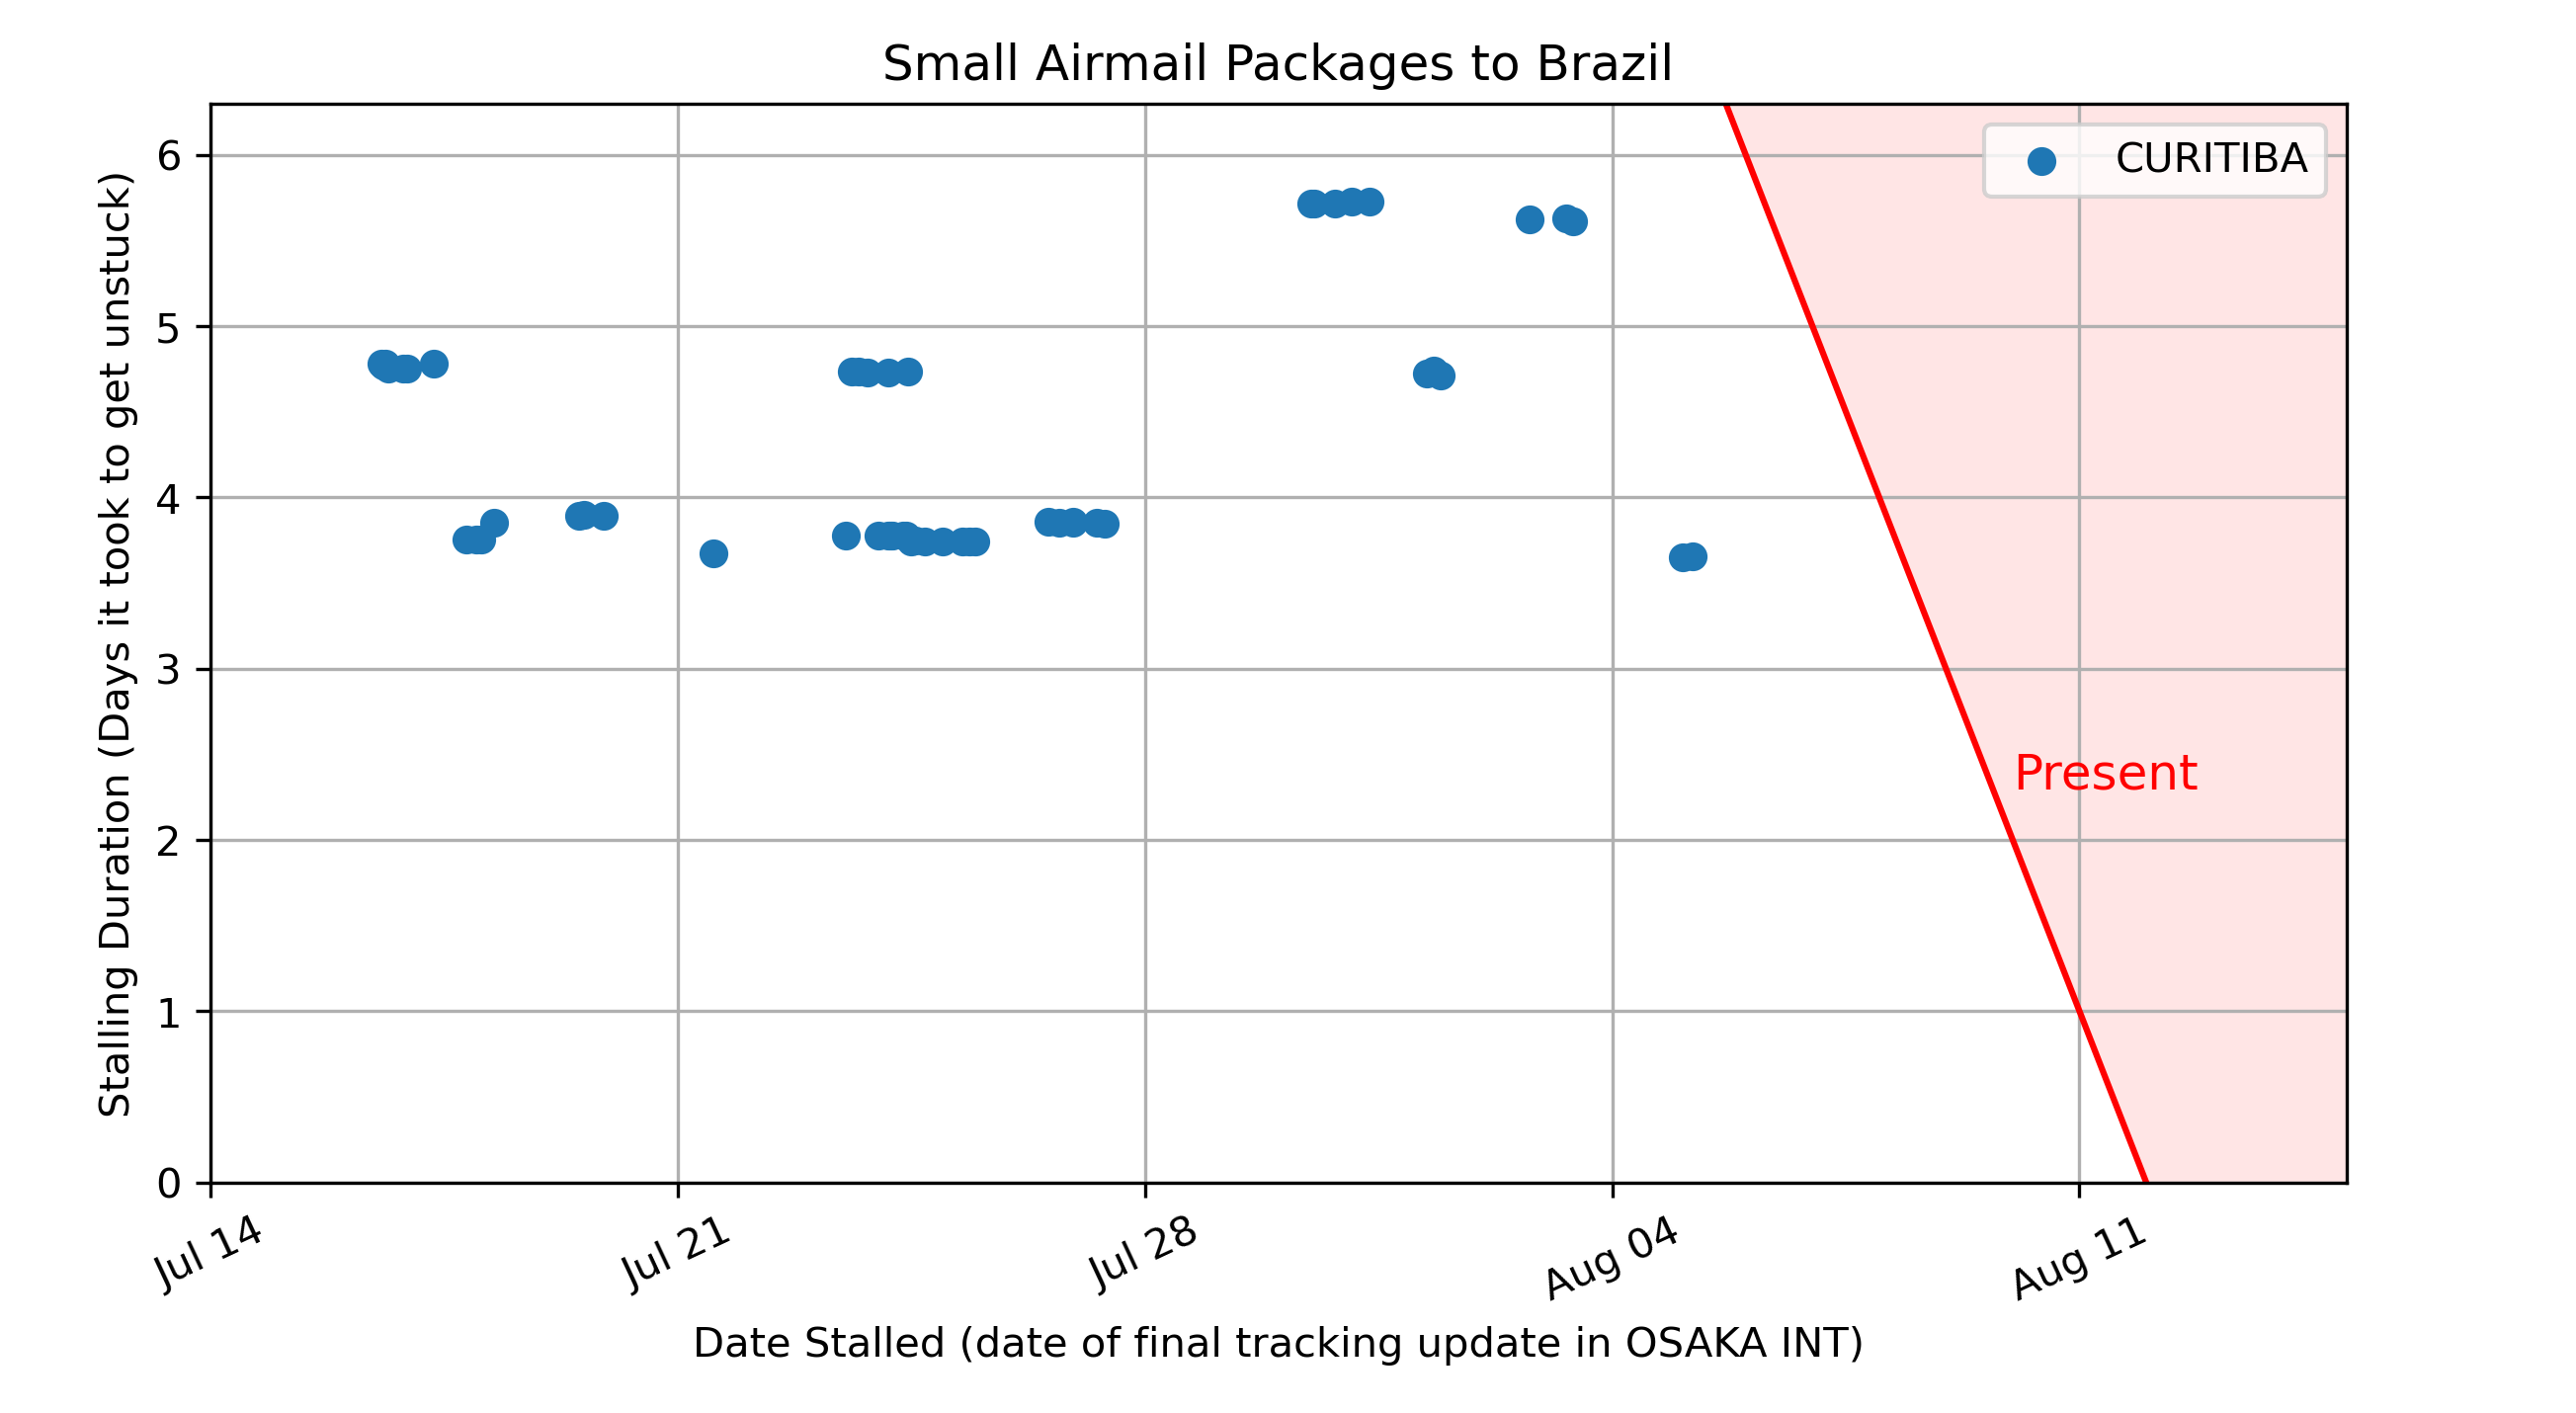 Small Airmail Packages to Brazil
CURITIBA
Stalling Duration (Days it took to get unstuck)
6
5
4
3
2
1
0
Present
Jul 14
Jul 21
Jul 28
Aug 04
Aug 11
Date Stalled (date of final tracking update in OSAKA INT)